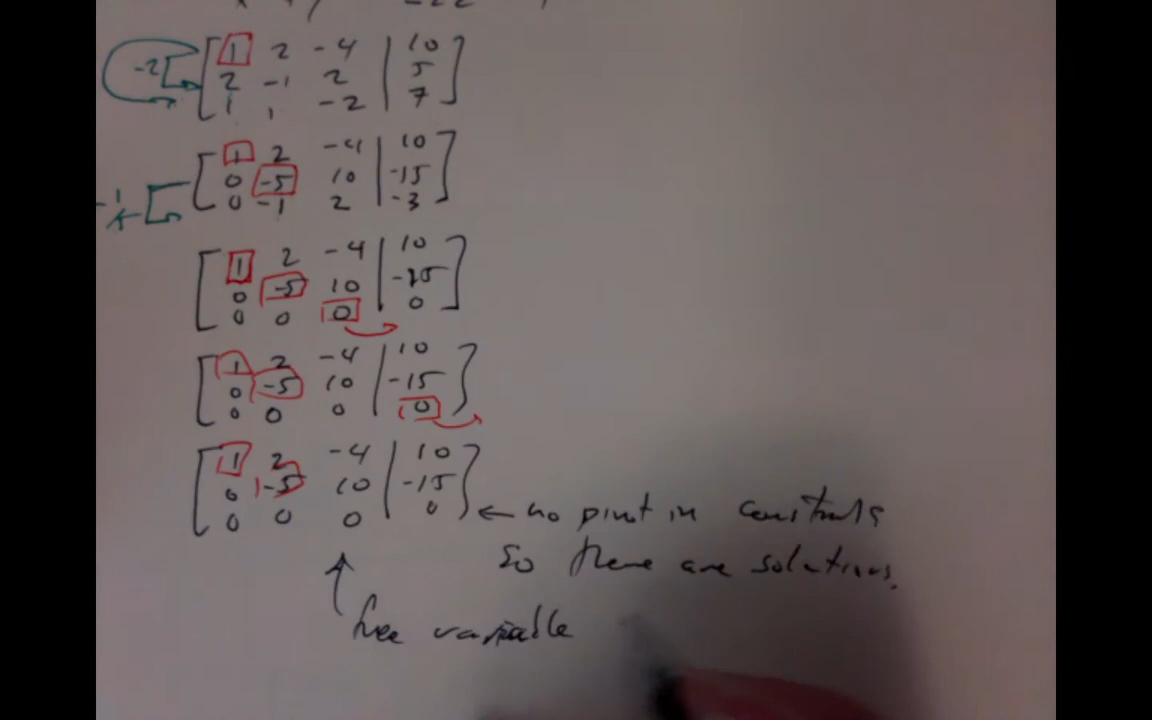 -22
-2 [ 1 2 -4 | 10 ]
[ 2 -1 2 | 5 ]
[ 1 1 -2 | 7 ]
[ 1 2 -4 | 10 ]
[ 0 -5 10 | -15 ]
[ 0 -1 2 | -3 ]
[ 1 2 -4 | 10 ]
[ 0 -5 10 | -15 ]
[ 0 0 0 | 0 ]
[ 1 2 -4 | 10 ]
[ 0 -5 10 | -15 ]
[ 0 0 0 | 0 ]
[ 1 2 -4 | 10 ]
[ 0 -5 10 | -15 ]
[ 0 0 0 | 0 ] ← no pivot in constants
So there are solutions.
↑
free variable